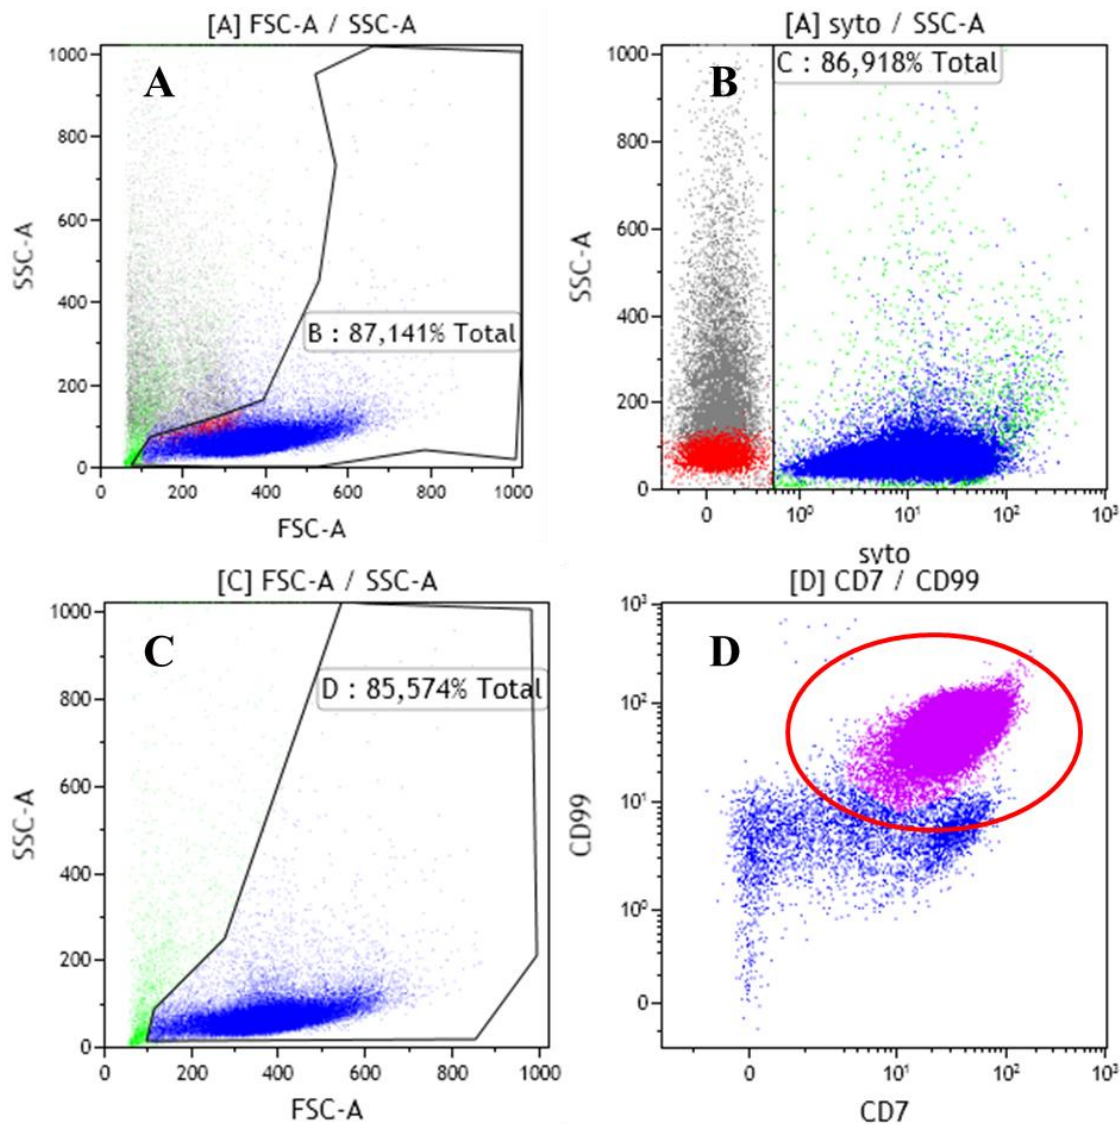 [A] FSC-A / SSC-A
A
B : 87,141% Total
1000
800
600
400
200
0
SSC-A
0 200 400 600 800 1000
FSC-A
[A] syto / SSC-A
B
C : 86,918% Total
1000
800
600
400
200
0
SSC-A
0 10⁰ 10¹ 10² 10³
syto
[C] FSC-A / SSC-A
C
D : 85,574% Total
1000
800
600
400
200
0
SSC-A
0 200 400 600 800 1000
FSC-A
[D] CD7 / CD99
D
10³
10²
10¹
10⁰
0
CD99
0 10¹ 10² 10³
CD7